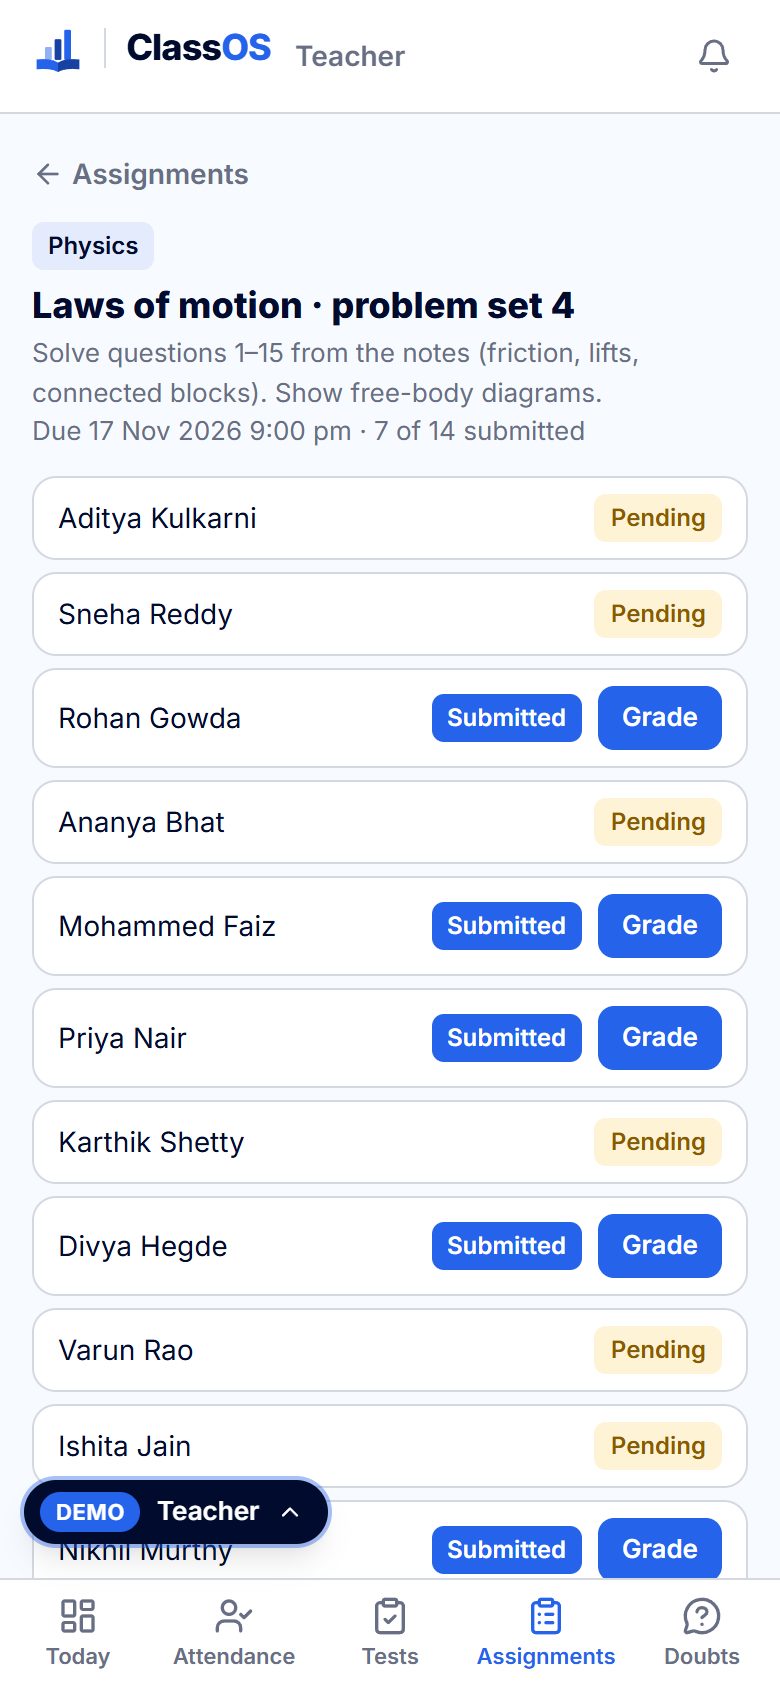 ClassOS Teacher
Assignments
Physics
Laws of motion · problem set 4
Solve questions 1–15 from the notes (friction, lifts,
connected blocks). Show free-body diagrams.
Due 17 Nov 2026 9:00 pm · 7 of 14 submitted
Aditya Kulkarni Pending
Sneha Reddy Pending
Rohan Gowda Submitted Grade
Ananya Bhat Pending
Mohammed Faiz Submitted Grade
Priya Nair Submitted Grade
Karthik Shetty Pending
Divya Hegde Submitted Grade
Varun Rao Pending
Ishita Jain Pending
DEMO Teacher
Nikhil Murthy Submitted Grade
Today Attendance Tests Assignments Doubts